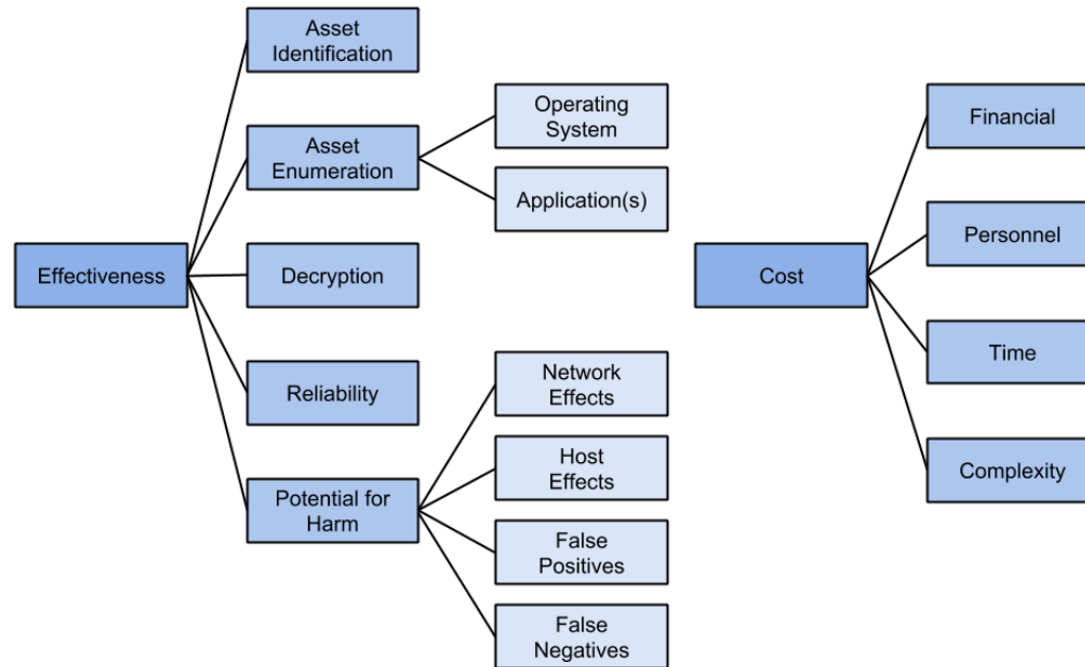 Effectiveness
Asset
Identification
Asset
Enumeration
Operating
System
Application(s)
Decryption
Reliability
Potential for
Harm
Network
Effects
Host
Effects
False
Positives
False
Negatives
Cost
Financial
Personnel
Time
Complexity